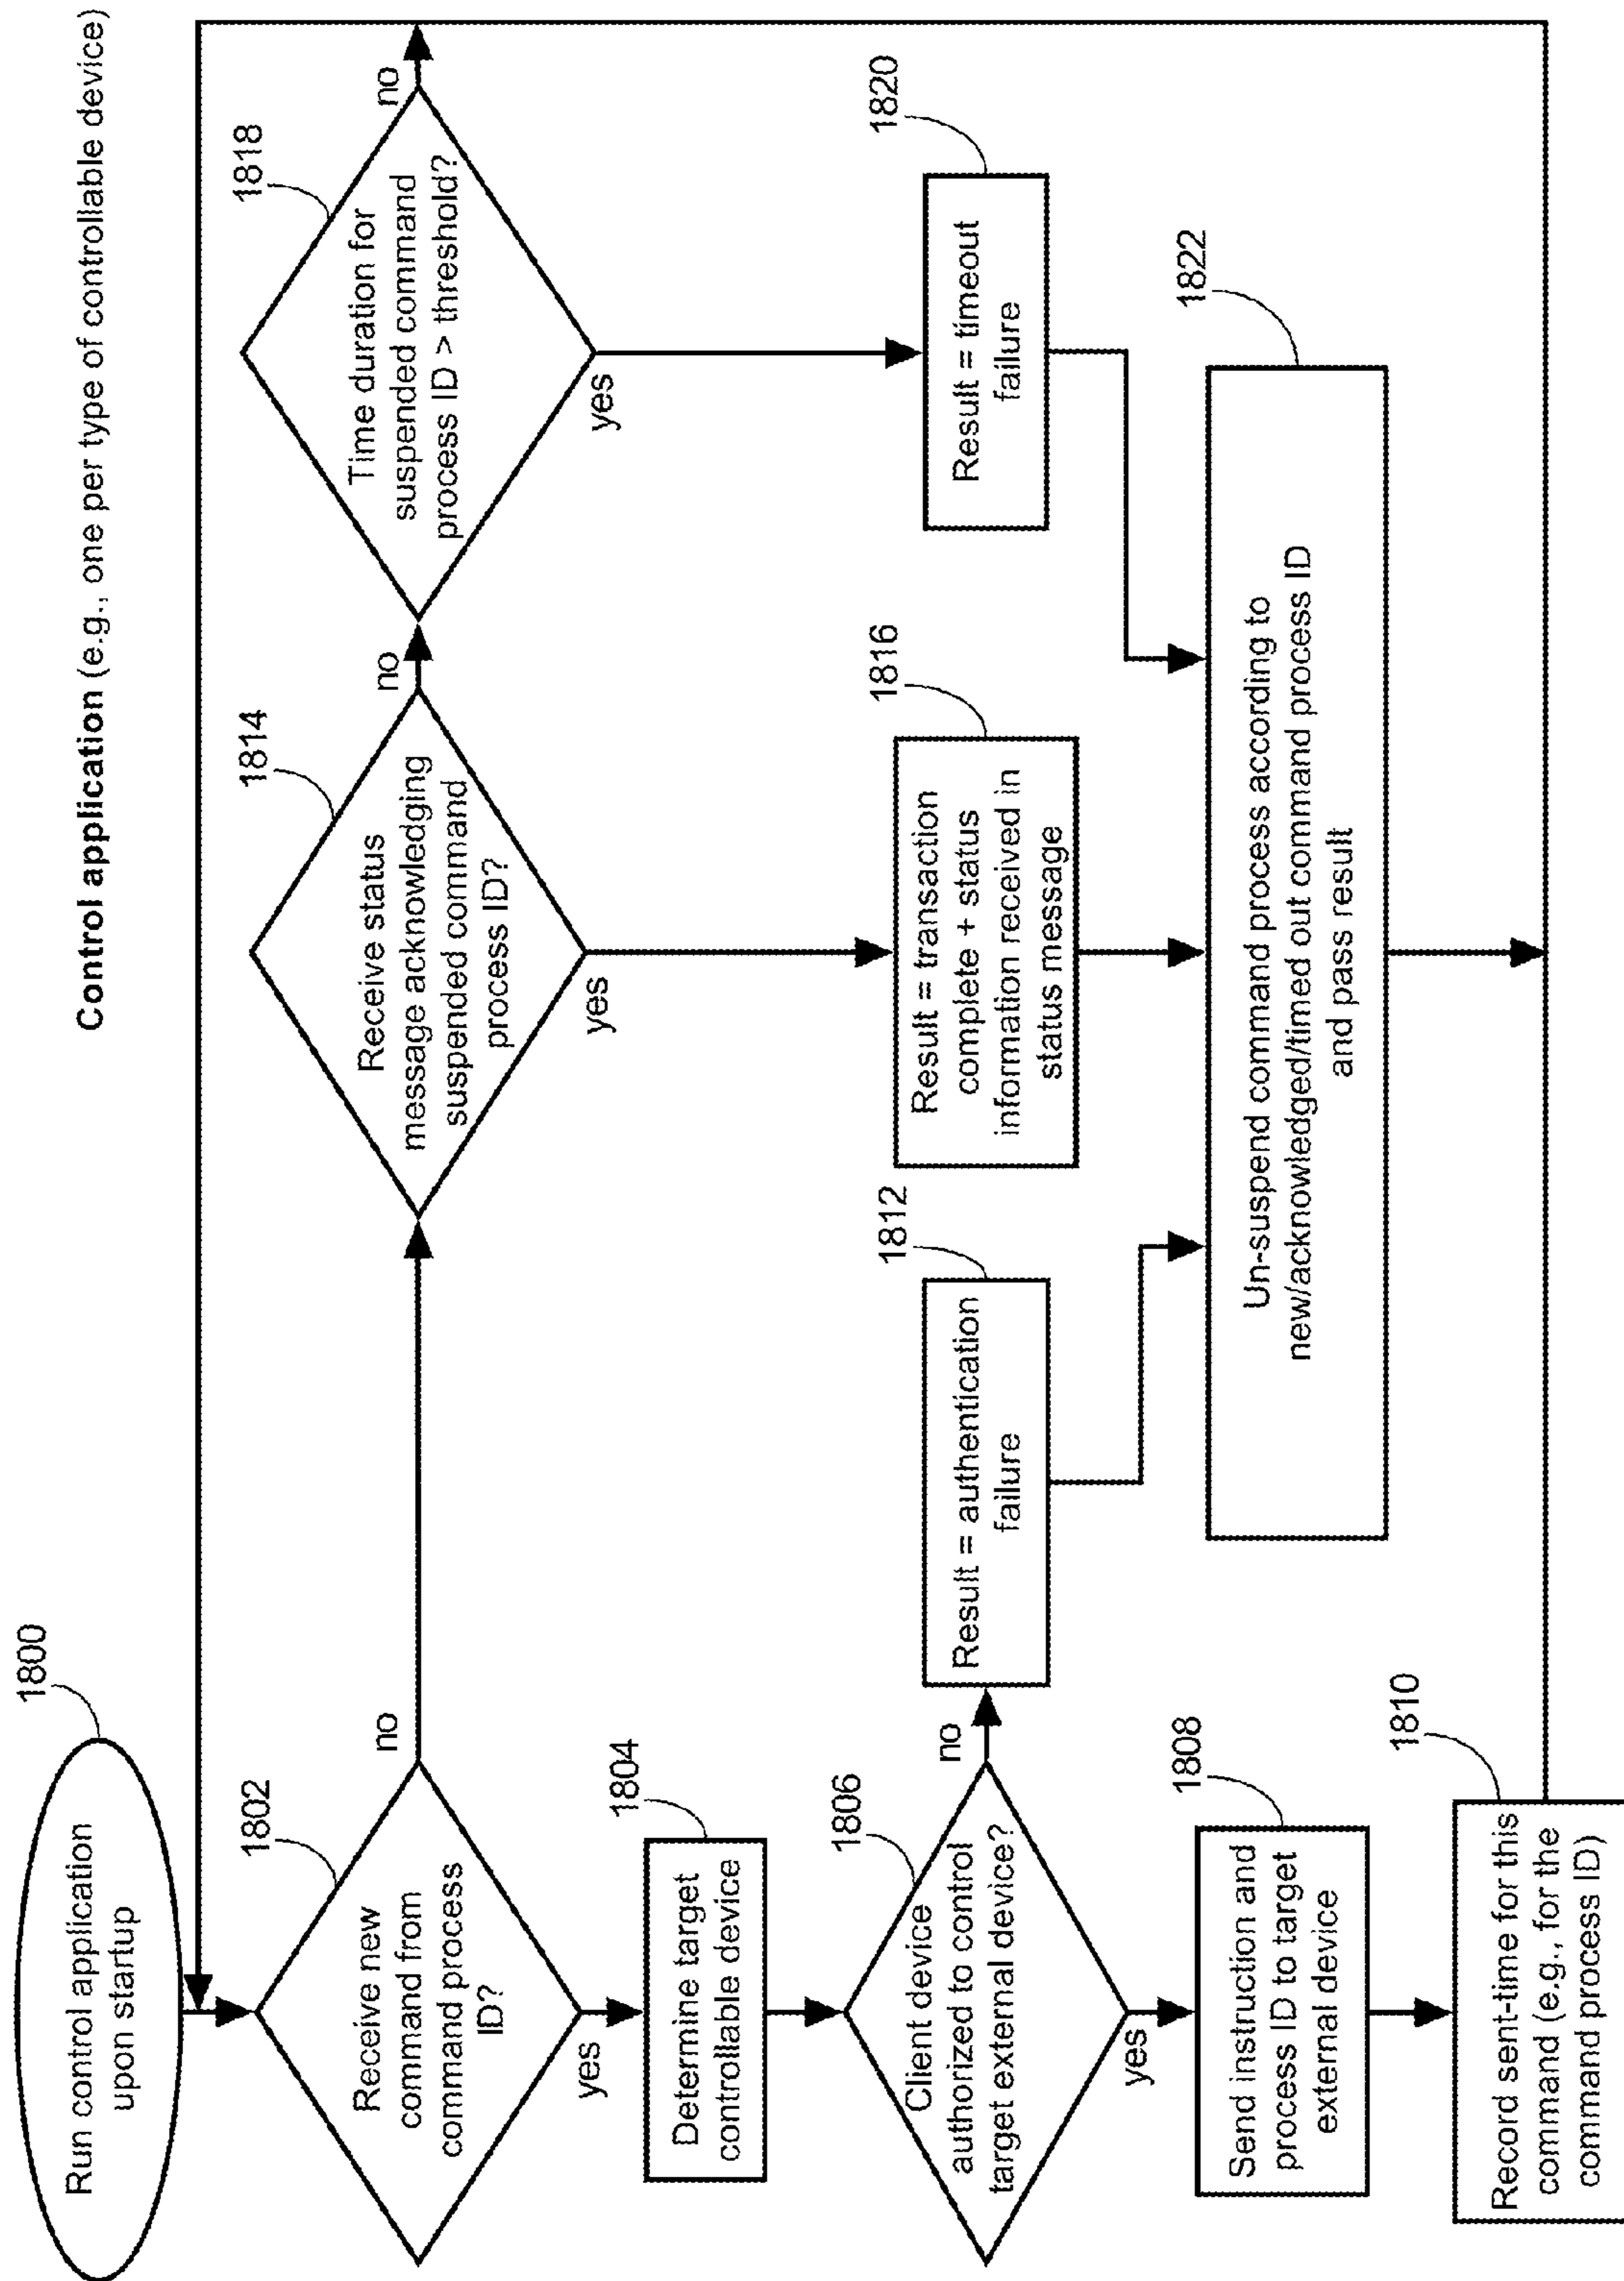 Control application (e.g., one per type of controllable device)
1800
Run control application
upon startup
1802
Receive new
command from
command process
ID?
no
yes
1814
Receive status
message acknowledging
suspended command
process ID?
no
yes
1818
Time duration for
suspended command
process ID > threshold?
no
yes
1804
Determine target
controllable device
1806
Client device
authorized to control
target external device?
no
yes
1812
Result = authentication
failure
1816
Result = transaction
complete + status
information received in
status message
1820
Result = timeout
failure
1808
Send instruction and
process ID to target
external device
1822
Un-suspend command process according to
new/acknowledged/timed out command process ID
and pass result
1810
Record sent-time for this
command (e.g., for the
command process ID)